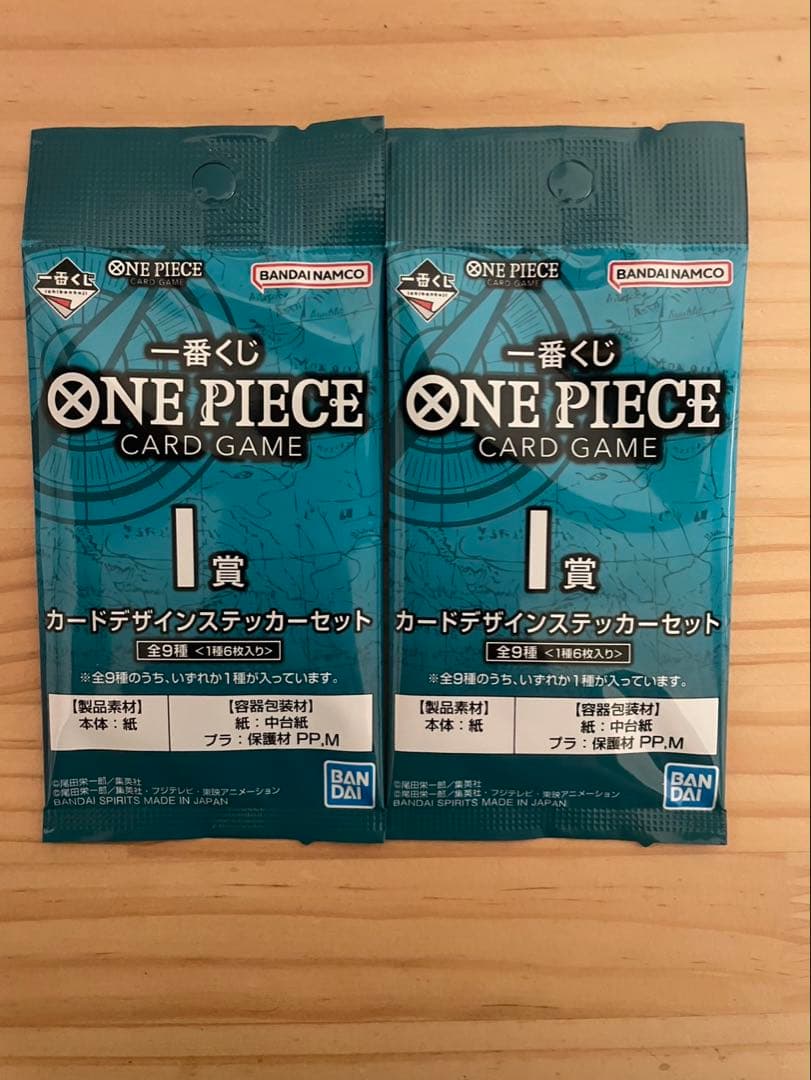 一番くじ
ichibankuji
ONE PIECE
CARD GAME
BANDAI NAMCO
一番くじ
ONE PIECE
CARD GAME
I賞
カードデザインステッカーセット
全9種 <1種6枚入り>
※全9種のうち、いずれか1種が入っています。
【製品素材】
本体:紙
【容器包装材】
紙:中台紙
プラ:保護材 PP,M
©尾田栄一郎/集英社
©尾田栄一郎/集英社・フジテレビ・東映アニメーション
BANDAI SPIRITS MADE IN JAPAN
BAN
DAI
一番くじ
ichibankuji
ONE PIECE
CARD GAME
BANDAI NAMCO
一番くじ
ONE PIECE
CARD GAME
I賞
カードデザインステッカーセット
全9種 <1種6枚入り>
※全9種のうち、いずれか1種が入っています。
【製品素材】
本体:紙
【容器包装材】
紙:中台紙
プラ:保護材 PP,M
©尾田栄一郎/集英社
©尾田栄一郎/集英社・フジテレビ・東映アニメーション
BANDAI SPIRITS MADE IN JAPAN
BAN
DAI